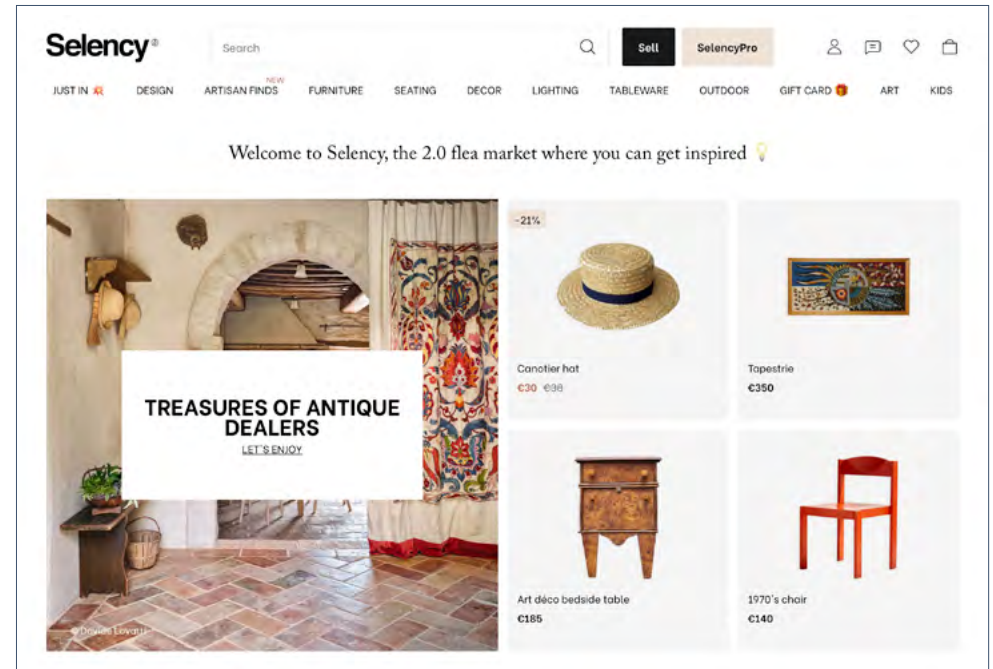 Selency
Search
Sell
SelencyPro
JUST IN
DESIGN
NEW
ARTISAN FINDS
FURNITURE
SEATING
DECOR
LIGHTING
TABLEWARE
OUTDOOR
GIFT CARD
ART
KIDS
Welcome to Selency, the 2.0 flea market where you can get inspired
TREASURES OF ANTIQUE
DEALERS
LET'S ENJOY
-21%
Canotier hat
€30 €38
Tapestrie
€350
Art déco bedside table
€185
1970's chair
€140